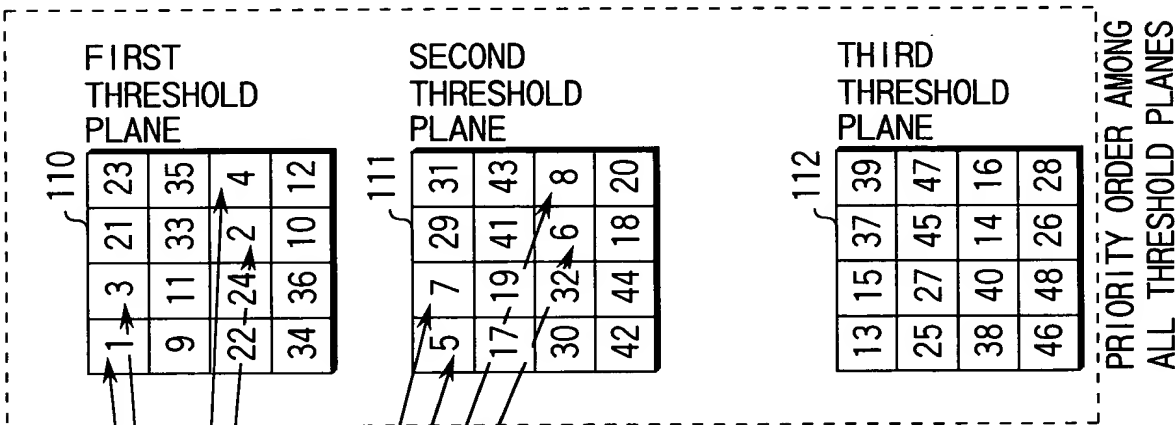 FIRST
THRESHOLD
PLANE
110
1 3 21 23
9 11 33 35
22 24 2 4
34 36 10 12
SECOND
THRESHOLD
PLANE
111
5 7 29 31
17 19 41 43
30 32 6 8
42 44 18 20
THIRD
THRESHOLD
PLANE
112
13 15 37 39
25 27 45 47
38 40 14 16
46 48 26 28
PRIORITY ORDER AMONG
ALL THRESHOLD PLANES